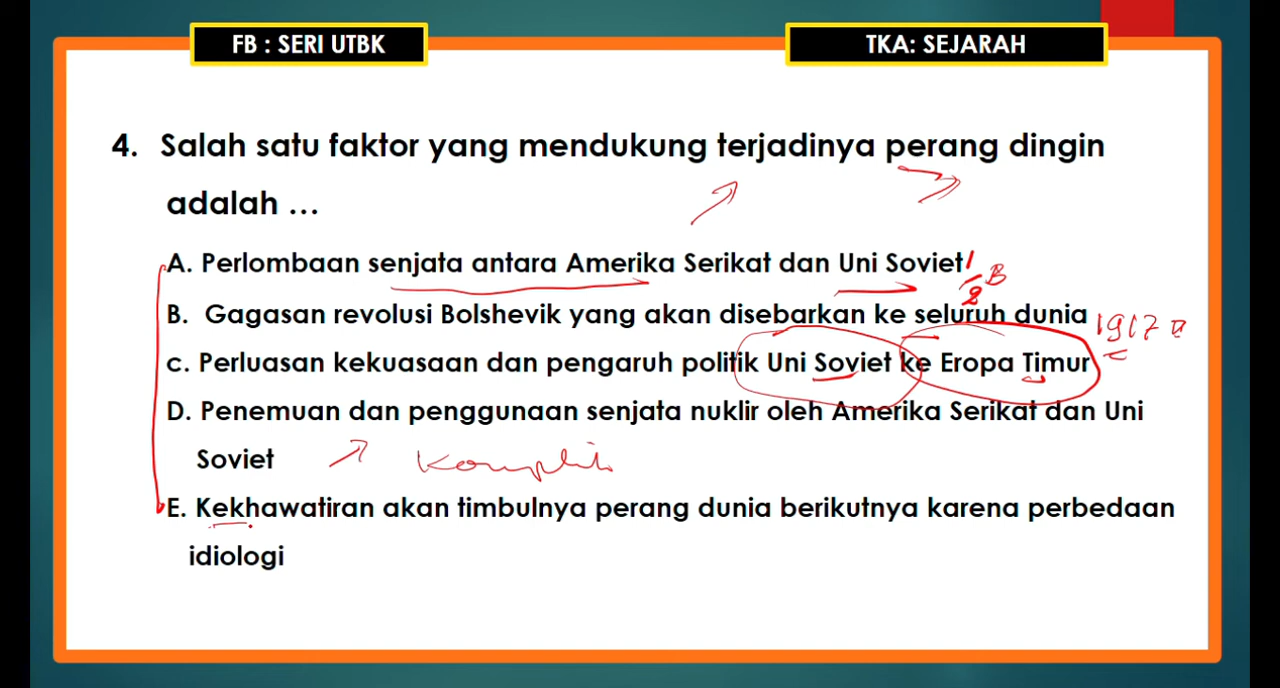 FB : SERI UTBK
TKA: SEJARAH
4. Salah satu faktor yang mendukung terjadinya perang dingin
adalah ...
A. Perlombaan senjata antara Amerika Serikat dan Uni Soviet
B. Gagasan revolusi Bolshevik yang akan disebarkan ke seluruh dunia
1917
c. Perluasan kekuasaan dan pengaruh politik Uni Soviet ke Eropa Timur
D. Penemuan dan penggunaan senjata nuklir oleh Amerika Serikat dan Uni
Soviet
E. Kekhawatiran akan timbulnya perang dunia berikutnya karena perbedaan
idiologi